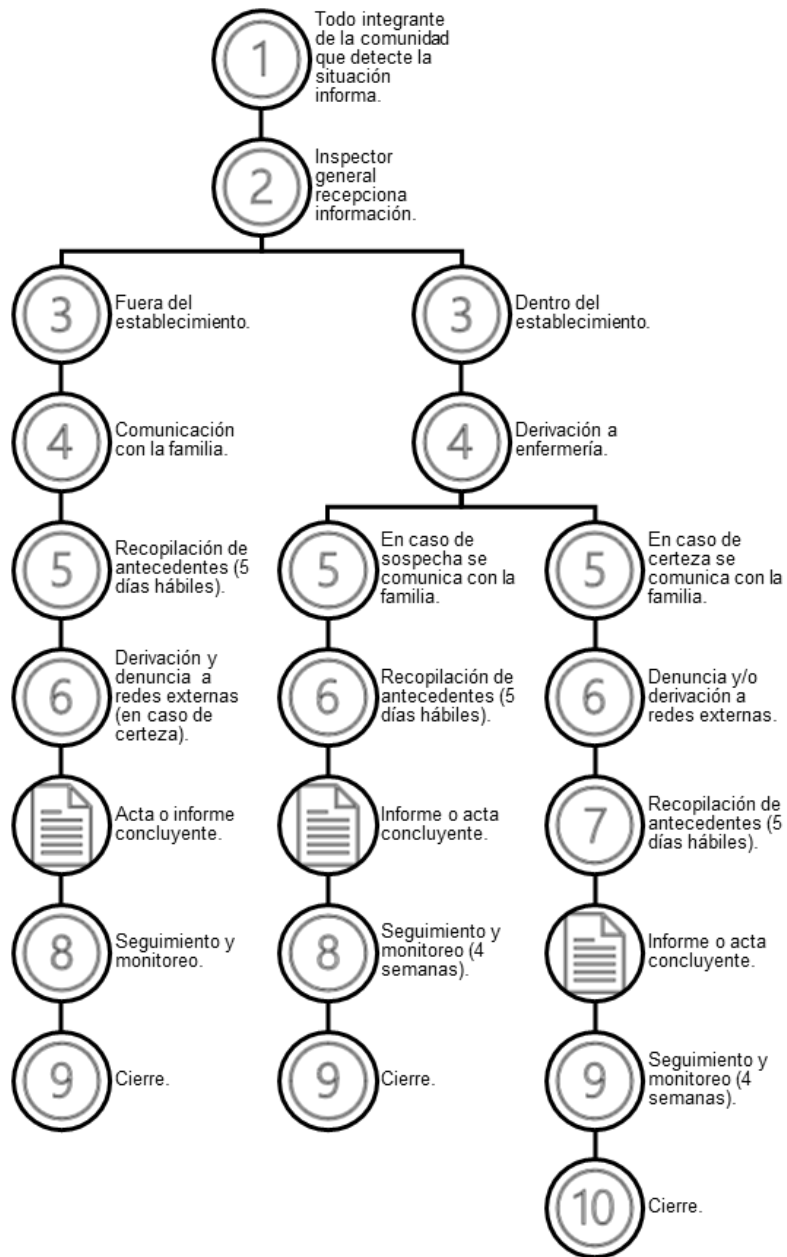 1
Todo integrante
de la comunidad
que detecte la
situación
informa.
2
Inspector
general
recepciona
información.
3
Fuera del
establecimiento.
3
Dentro del
establecimiento.
4
Comunicación
con la familia.
4
Derivación a
enfermería.
5
Recopilación de
antecedentes (5
días hábiles).
5
En caso de
sospecha se
comunica con la
familia.
5
En caso de
certeza se
comunica con la
familia.
6
Derivación y
denuncia a
redes externas
(en caso de
certeza).
6
Recopilación de
antecedentes (5
días hábiles).
6
Denuncia y/o
derivación a
redes externas.
Acta o informe
concluyente.
Informe o acta
concluyente.
7
Recopilación de
antecedentes (5
días hábiles).
8
Seguimiento y
monitoreo.
8
Seguimiento y
monitoreo (4
semanas).
Informe o acta
concluyente.
9
Cierre.
9
Cierre.
9
Seguimiento y
monitoreo (4
semanas).
10
Cierre.